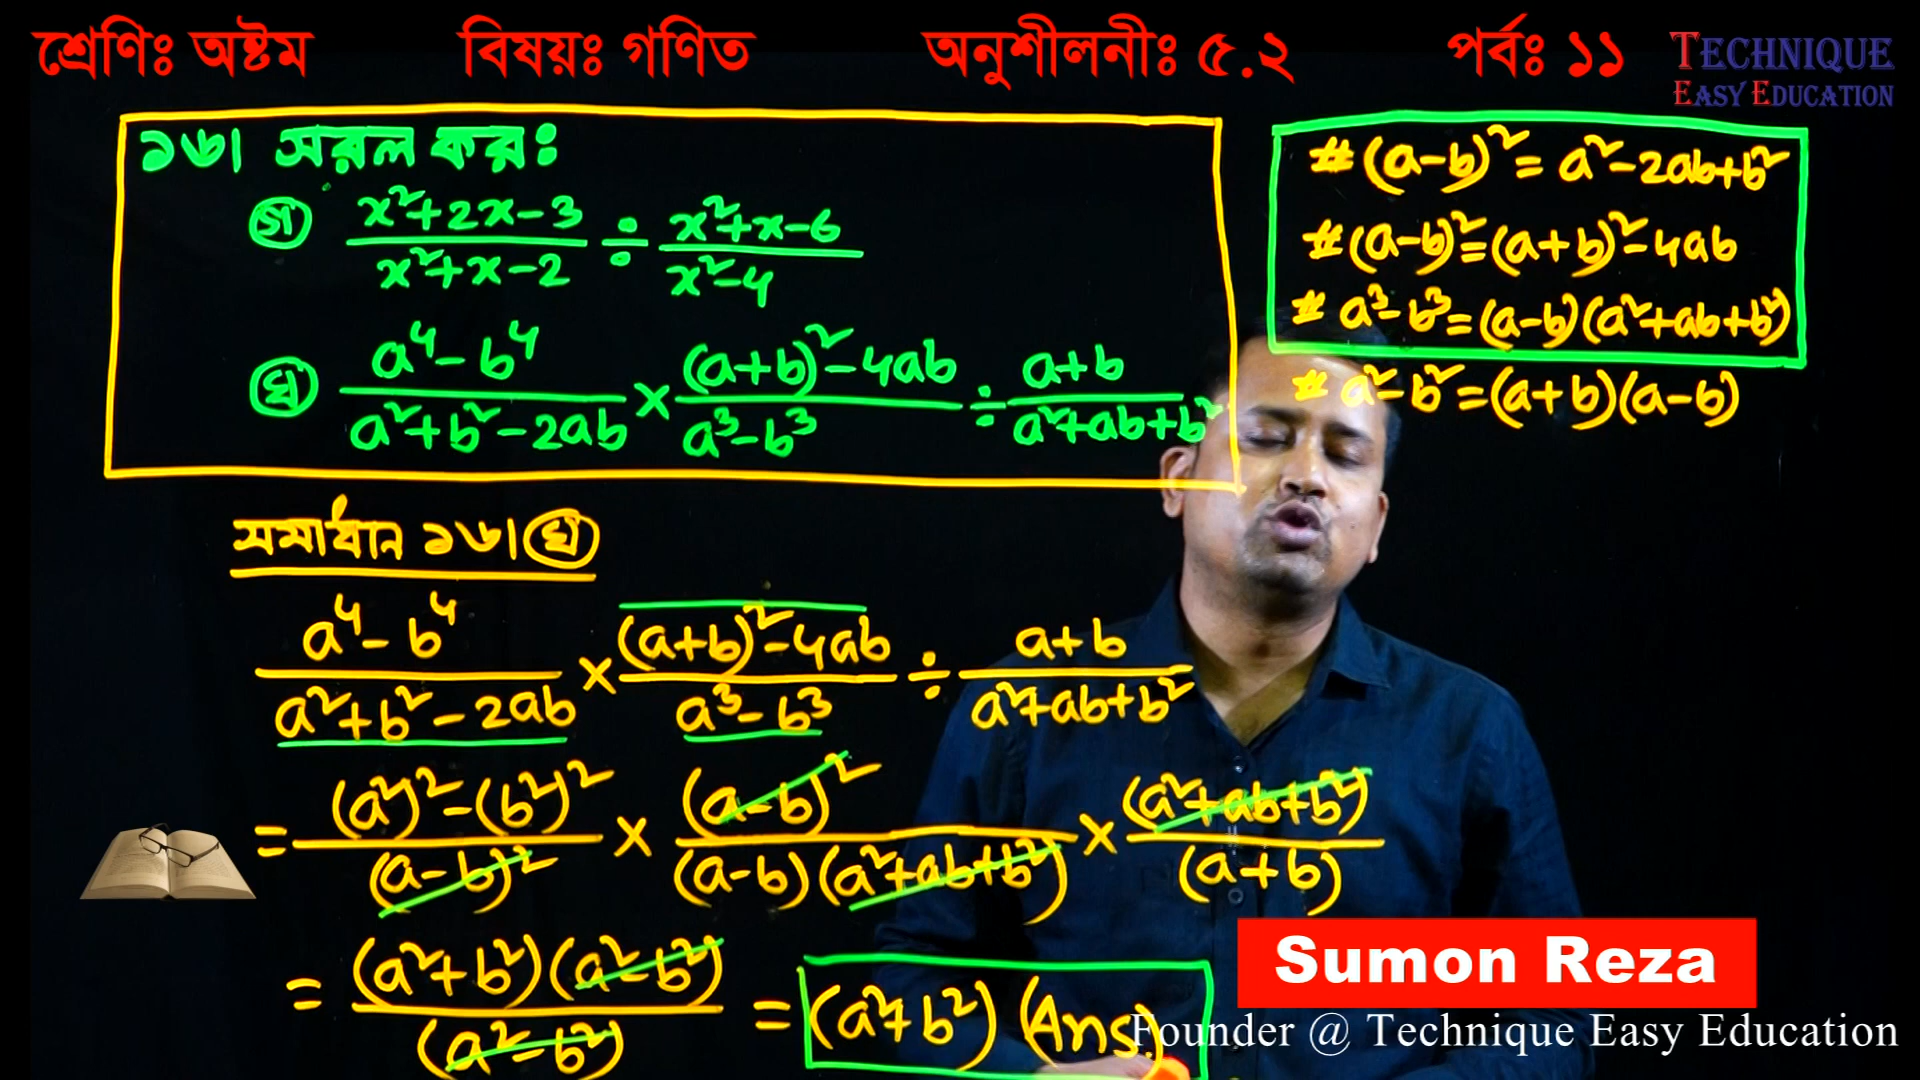 শ্রেণিঃ অষ্টম বিষয়ঃ গণিত অনুশীলনীঃ ৫.২ পর্বঃ ১১
TECHNIQUE
EASY EDUCATION
১৬। সরল করঃ
(গ) (x²+2x-3)/(x²+x-2) ÷ (x²+x-6)/(x²-4)
(ঘ) (a⁴-b⁴)/(a²+b²-2ab) × ((a+b)²-4ab)/(a³-b³) ÷ (a+b)/(a²+ab+b²)
# (a-b)² = a²-2ab+b²
# (a-b)² = (a+b)²-4ab
# a³-b³ = (a-b)(a²+ab+b²)
# a²-b² = (a+b)(a-b)
সমাধান ১৬। (ঘ)
(a⁴-b⁴)/(a²+b²-2ab) × ((a+b)²-4ab)/(a³-b³) ÷ (a+b)/(a²+ab+b²)
= ((a²)²-(b²)²)/(a-b)² × (a-b)²/((a-b)(a²+ab+b²)) × (a²+ab+b²)/(a+b)
= (a²+b²)(a²-b²)/(a²-b²) = (a²+b²) (Ans.)
Sumon Reza
Founder @ Technique Easy Education